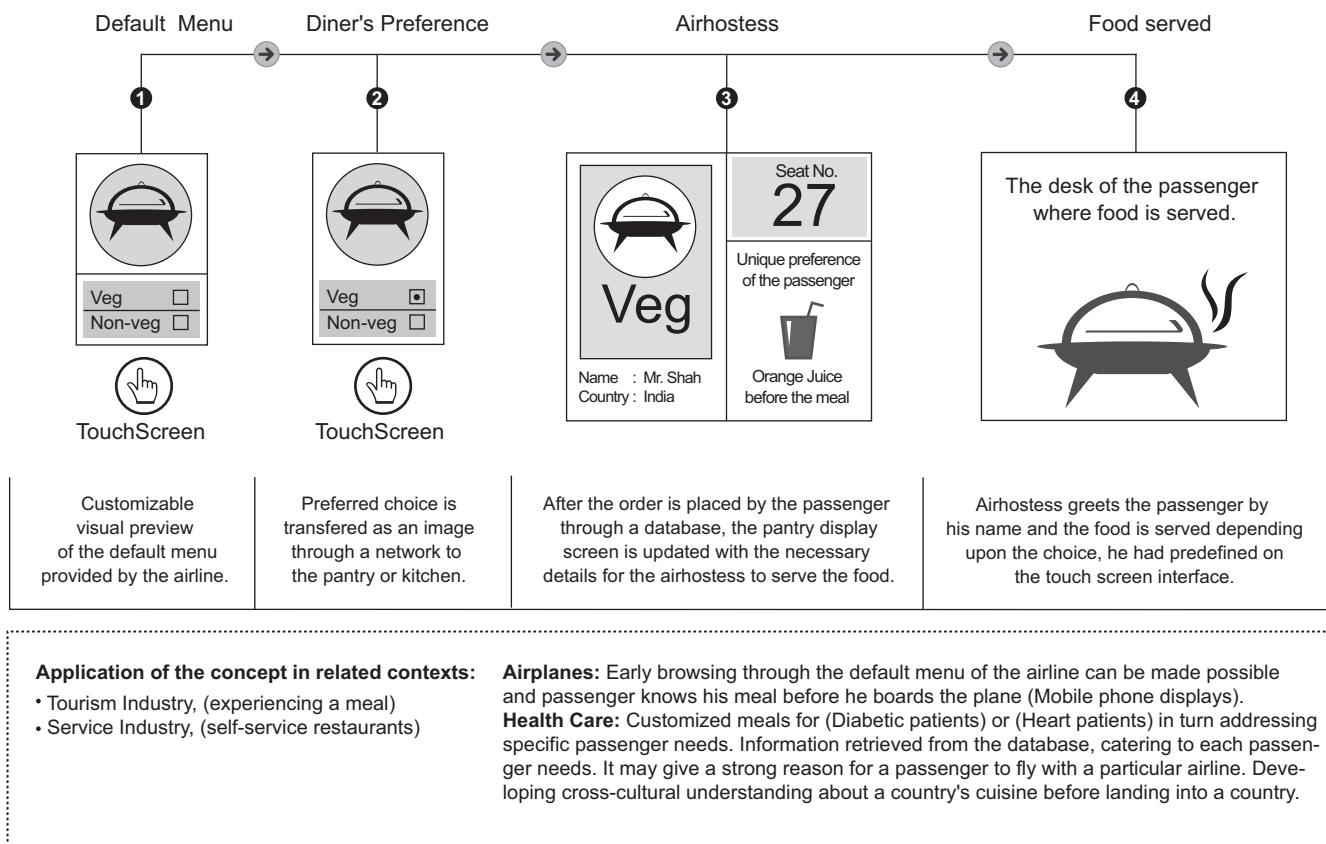 Default Menu
Diner's Preference
Airhostess
Food served
1
2
3
4
Veg
Non-veg
TouchScreen
Veg
Non-veg
TouchScreen
Veg
Name : Mr. Shah
Country : India
Seat No.
27
Unique preference
of the passenger
Orange Juice
before the meal
The desk of the passenger
where food is served.
Customizable
visual preview
of the default menu
provided by the airline.
Preferred choice is
transfered as an image
through a network to
the pantry or kitchen.
After the order is placed by the passenger
through a database, the pantry display
screen is updated with the necessary
details for the airhostess to serve the food.
Airhostess greets the passenger by
his name and the food is served depending
upon the choice, he had predefined on
the touch screen interface.
Application of the concept in related contexts:
• Tourism Industry, (experiencing a meal)
• Service Industry, (self-service restaurants)
Airplanes: Early browsing through the default menu of the airline can be made possible
and passenger knows his meal before he boards the plane (Mobile phone displays).
Health Care: Customized meals for (Diabetic patients) or (Heart patients) in turn addressing
specific passenger needs. Information retrieved from the database, catering to each passen-
ger needs. It may give a strong reason for a passenger to fly with a particular airline. Deve-
loping cross-cultural understanding about a country's cuisine before landing into a country.